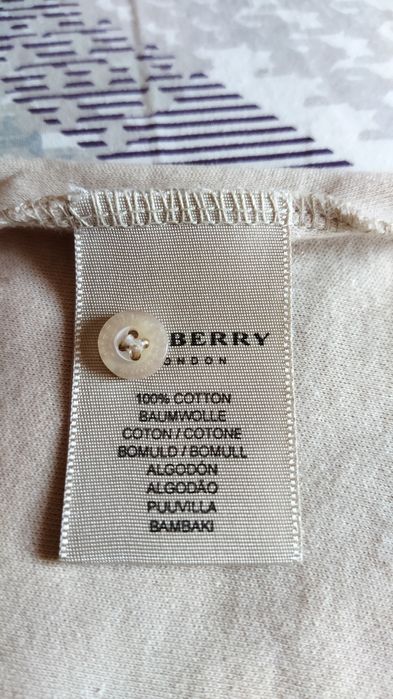 BERRY
ONDON
100% COTTON
BAUMWOLLE
COTON / COTONE
BOMULD / BOMULL
ALGODÓN
ALGODÃO
PUUVILLA
BAMBAKI